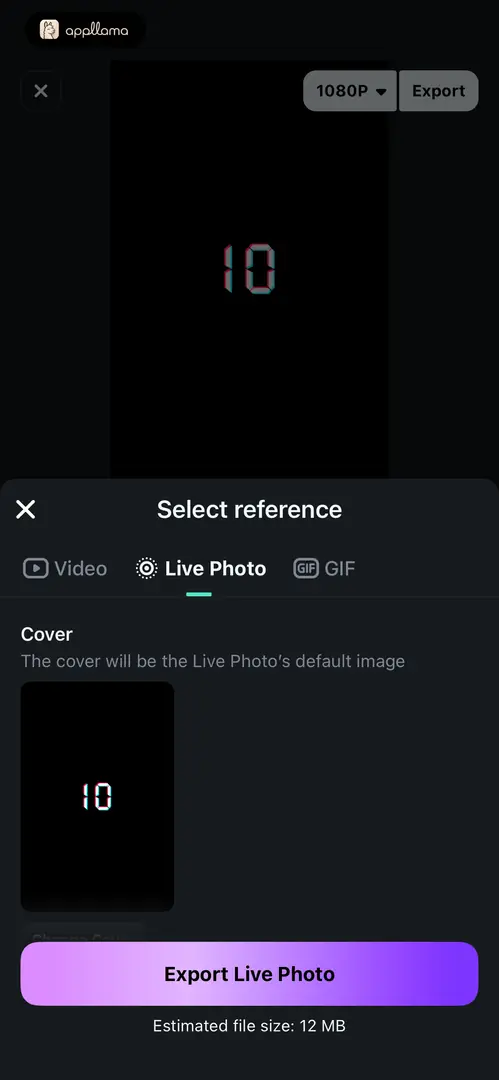 appllama
1080P
Export
10
Select reference
Video
Live Photo
GIF GIF
Cover
The cover will be the Live Photo’s default image
10
Export Live Photo
Estimated file size: 12 MB